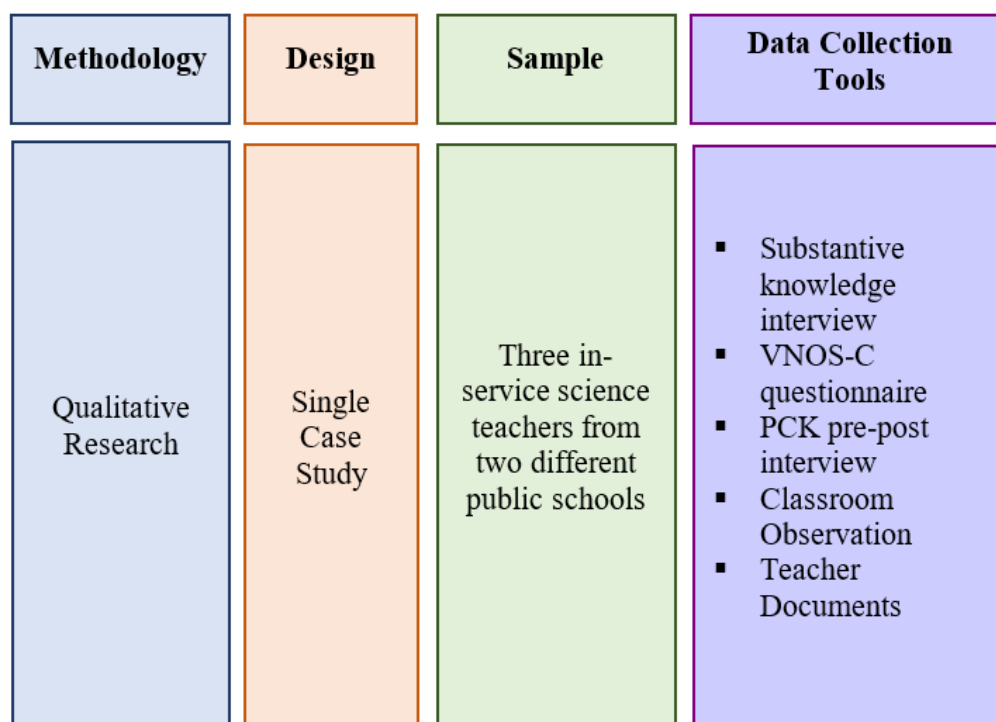 Methodology
Design
Sample
Data Collection
Tools
Qualitative
Research
Single
Case
Study
Three in-
service science
teachers from
two different
public schools
▪ Substantive
knowledge
interview
▪ VNOS-C
questionnaire
▪ PCK pre-post
interview
▪ Classroom
Observation
▪ Teacher
Documents